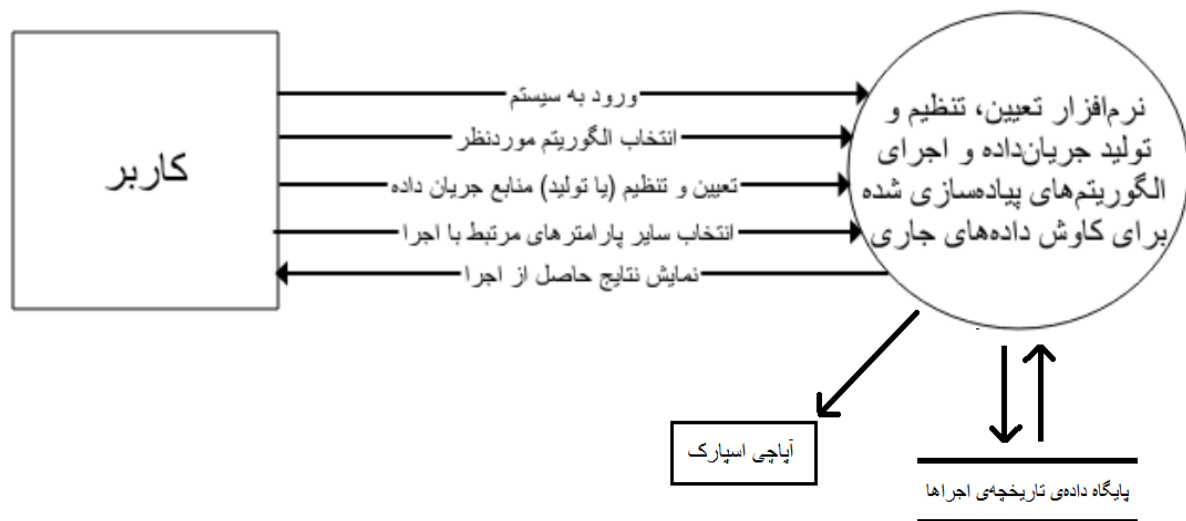 ورود به سیستم
انتخاب الگوریتم موردنظر
تعیین و تنظیم (یا تولید) منابع جریان داده
انتخاب سایر پارامترهای مرتبط با اجرا
نمایش نتایج حاصل از اجرا
کاربر
نرم‌افزار تعیین، تنظیم و
تولید جریان‌داده و اجرای
الگوریتم‌های پیاده‌سازی شده
برای کاوش داده‌های جاری
آپاچی اسپارک
پایگاه داده‌ی تاریخچه‌ی اجراها